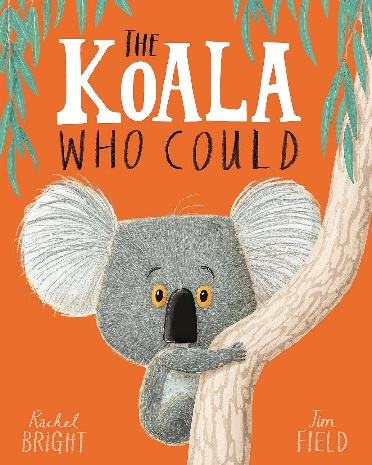 THE
KoALA
WHO COULD
Rachel
BRIGHT
Jim
FIELD